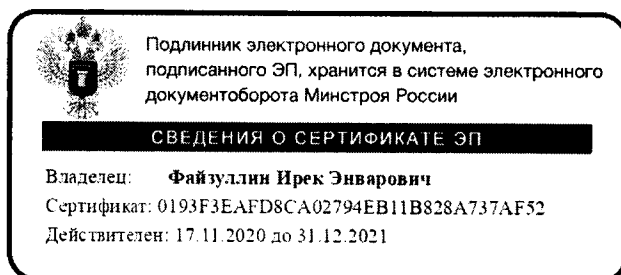 Подлинник электронного документа,
подписанного ЭП, хранится в системе электронного
документоборота Минстроя России
СВЕДЕНИЯ О СЕРТИФИКАТЕ ЭП
Владелец: Файзуллин Ирек Энварович
Сертификат: 0193F3EAFD8CA02794EB11B828A737AF52
Действителен: 17.11.2020 до 31.12.2021